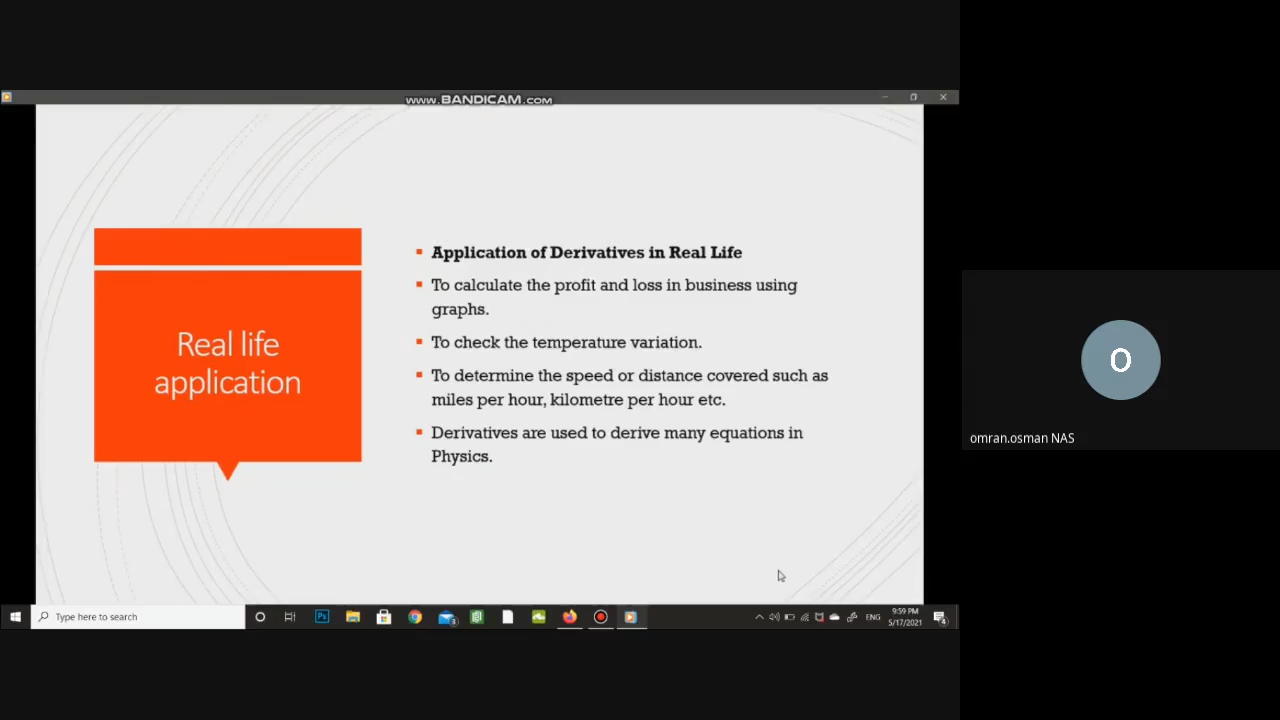 www.BANDICAM.com
Real life
application
Application of Derivatives in Real Life
To calculate the profit and loss in business using
graphs.
To check the temperature variation.
To determine the speed or distance covered such as
miles per hour, kilometre per hour etc.
Derivatives are used to derive many equations in
Physics.
O
omran.osman NAS
Type here to search
Ps
3
ENG
9:59 PM
5/17/2021
4